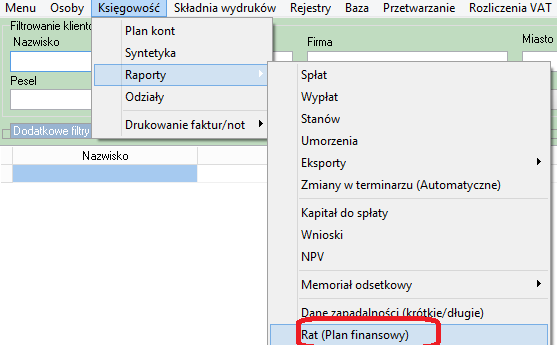 Menu Osoby Księgowość Składnia wydruków Rejestry Baza Przetwarzanie Rozliczenia VAT
Filtrowanie klientó
Nazwisko
Firma
Miasto
Pesel
Dodatkowe filtry
Nazwisko
Plan kont
Syntetyka
Raporty
Odziały
Drukowanie faktur/not
Spłat
Wypłat
Stanów
Umorzenia
Eksporty
Zmiany w terminarzu (Automatyczne)
Kapitał do spłaty
Wnioski
NPV
Memoriał odsetkowy
Dane zapadalności (krótkie/długie)
Rat (Plan finansowy)